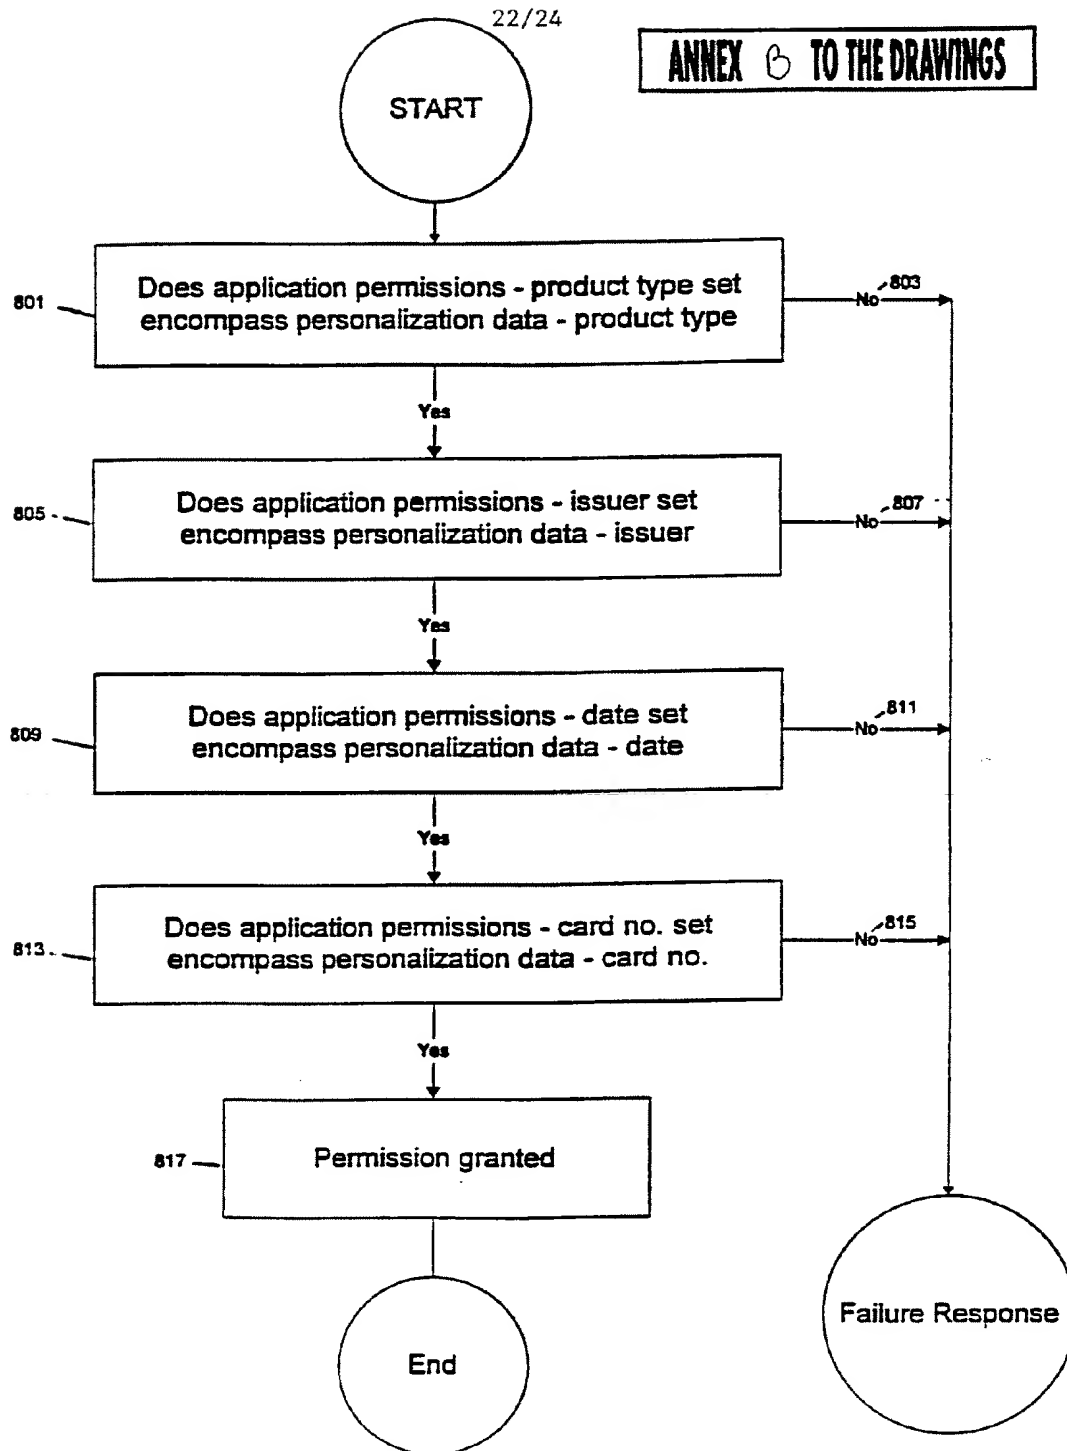 22/24
ANNEX B TO THE DRAWINGS
START
801
Does application permissions - product type set
encompass personalization data - product type
No
803
Yes
805
Does application permissions - issuer set
encompass personalization data - issuer
No
807
Yes
809
Does application permissions - date set
encompass personalization data - date
No
811
Yes
813
Does application permissions - card no. set
encompass personalization data - card no.
No
815
Yes
817
Permission granted
Failure Response
End